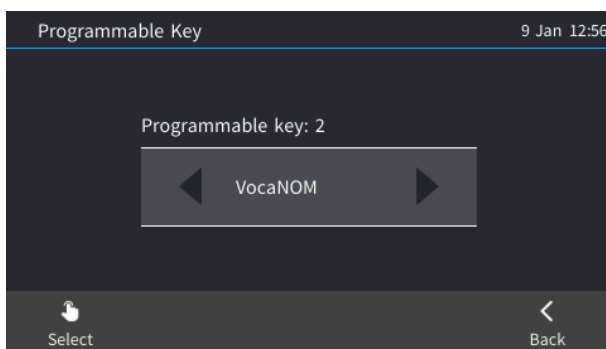 Programmable Key
9 Jan 12:56
Programmable key: 2
VocaNOM
Select
Back